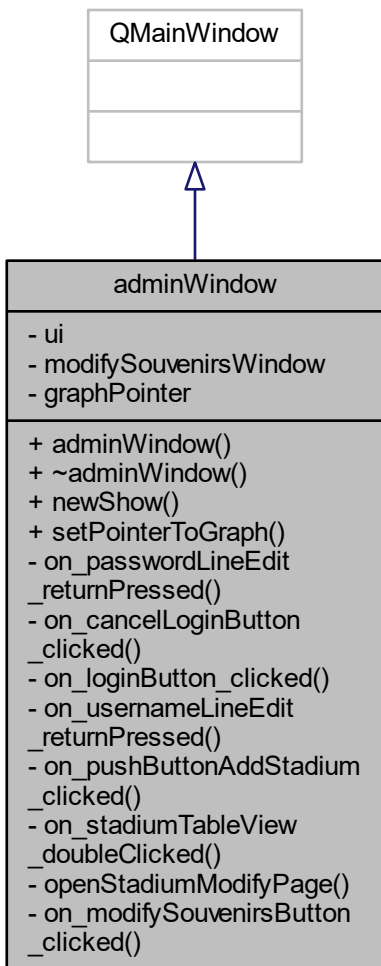 QMainWindow
adminWindow
- ui
- modifySouvenirsWindow
- graphPointer
+ adminWindow()
+ ~adminWindow()
+ newShow()
+ setPointerToGraph()
- on_passwordLineEdit
_returnPressed()
- on_cancelLoginButton
_clicked()
- on_loginButton_clicked()
- on_usernameLineEdit
_returnPressed()
- on_pushButtonAddStadium
_clicked()
- on_stadiumTableView
_doubleClicked()
- openStadiumModifyPage()
- on_modifySouvenirsButton
_clicked()